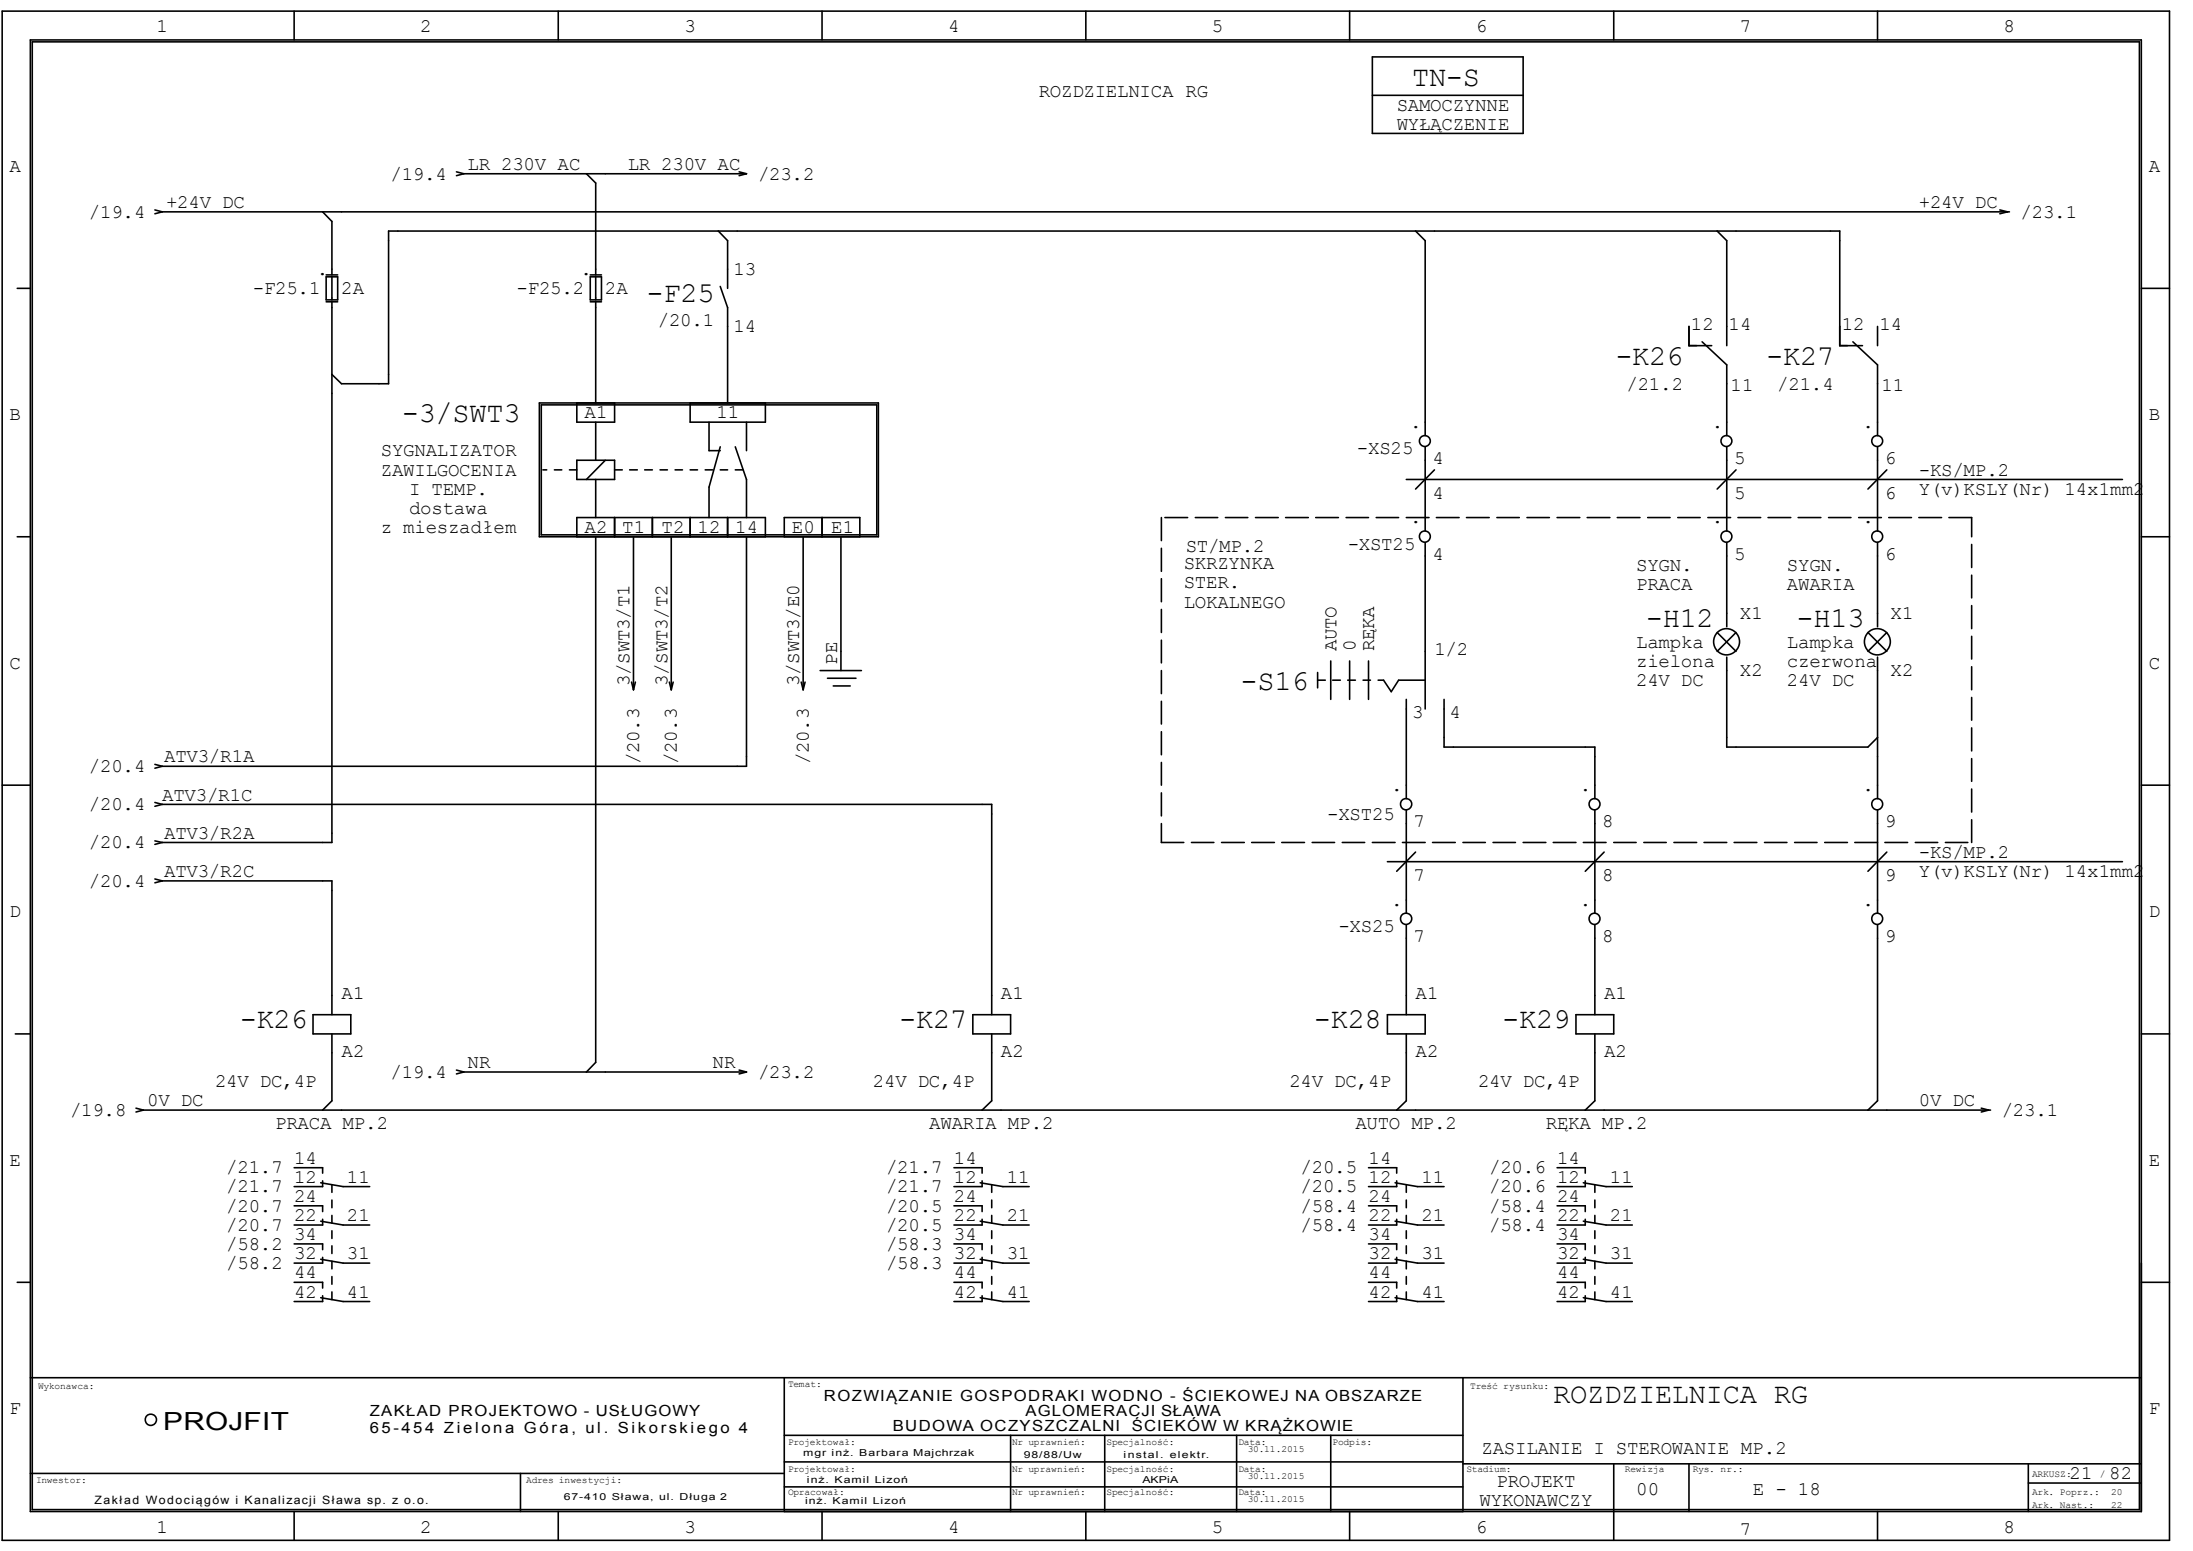 1 2 3 4 5 6 7 8
ROZDZIELNICA RG
TN-S
SAMOCZYNNE
WYŁĄCZENIE
A A
/19.4 LR 230V AC LR 230V AC /23.2
/19.4 +24V DC +24V DC /23.1
-F25.1 2A
-F25.2 2A
-F25
/20.1
13
14
12 14
-K26
/21.2
11
12 14
-K27
/21.4
11
B B
-3/SWT3
SYGNALIZATOR
ZAWILGOCENIA
I TEMP.
dostawa
z mieszadłem
A1 11
A2 T1 T2 12 14 E0 E1
-XS25
4 5 6
-KS/MP.2
4 5 6
Y(v)KSLY(Nr) 14x1mm2
-XST25
4 5 6
ST/MP.2
SKRZYNKA
STER.
LOKALNEGO
SYGN.
PRACA
-H12
Lampka
zielona
24V DC
X1
X2
SYGN.
AWARIA
-H13
Lampka
czerwona
24V DC
X1
X2
C C
3/SWT3/T1
/20.3
3/SWT3/T2
/20.3
3/SWT3/E0
/20.3
PE
AUTO
0
RĘKA
-S16
1/2
3 4
/20.4 ATV3/R1A
/20.4 ATV3/R1C
/20.4 ATV3/R2A
/20.4 ATV3/R2C
-XST25
7 8 9
-KS/MP.2
7 8 9
Y(v)KSLY(Nr) 14x1mm2
D D
-XS25
7 8 9
-K26
A1
A2
24V DC,4P
/19.4 NR NR /23.2
-K27
A1
A2
24V DC,4P
-K28
A1
A2
24V DC,4P
-K29
A1
A2
24V DC,4P
/19.8 0V DC 0V DC /23.1
PRACA MP.2
AWARIA MP.2
AUTO MP.2
RĘKA MP.2
E E
/21.7 14
/21.7 12 11
/20.7 24
/20.7 22 21
/58.2 34
/58.2 32 31
44
42 41
/21.7 14
/21.7 12 11
/20.5 24
/20.5 22 21
/58.3 34
/58.3 32 31
44
42 41
/20.5 14
/20.5 12 11
/58.4 24
/58.4 22 21
34
32 31
44
42 41
/20.6 14
/20.6 12 11
/58.4 24
/58.4 22 21
34
32 31
44
42 41
F F
Wykonawca:
PROJFIT
ZAKŁAD PROJEKTOWO - USŁUGOWY
65-454 Zielona Góra, ul. Sikorskiego 4
Inwestor:
Zakład Wodociągów i Kanalizacji Sława sp. z o.o.
Adres inwestycji:
67-410 Sława, ul. Długa 2
Temat:
ROZWIĄZANIE GOSPODRAKI WODNO - ŚCIEKOWEJ NA OBSZARZE
AGLOMERACJI SŁAWA
BUDOWA OCZYSZCZALNI ŚCIEKÓW W KRĄŻKOWIE
Projektował: Nr uprawnień: Specjalność: Data: Podpis:
mgr inż. Barbara Majchrzak 98/88/Uw instal. elektr. 30.11.2015
Projektował: Nr uprawnień: Specjalność: Data:
inż. Kamil Lizoń AKPiA 30.11.2015
Opracował: Nr uprawnień: Specjalność: Data:
inż. Kamil Lizoń 30.11.2015
Treść rysunku:
ROZDZIELNICA RG
ZASILANIE I STEROWANIE MP.2
Stadium:
PROJEKT
WYKONAWCZY
Rewizja
00
Rys. nr.:
E - 18
ARKUSZ: 21 / 82
Ark. Poprz.: 20
Ark. Nast.: 22
1 2 3 4 5 6 7 8